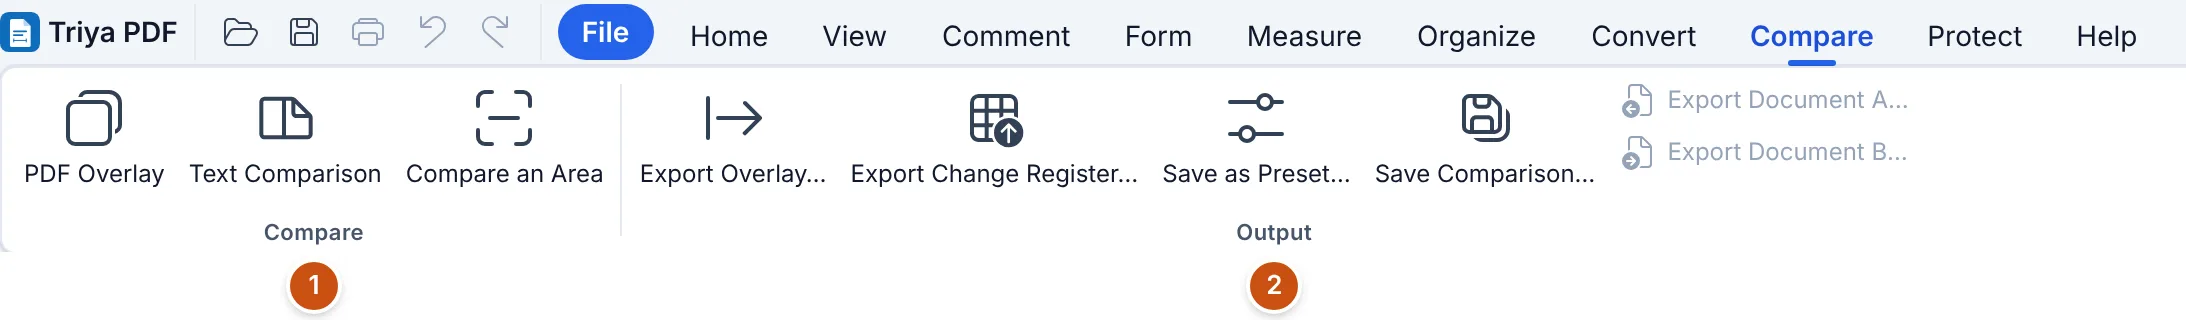 Triya PDF
File
Home
View
Comment
Form
Measure
Organize
Convert
Compare
Protect
Help
PDF Overlay
Text Comparison
Compare an Area
Compare
1
Export Overlay...
Export Change Register...
Save as Preset...
Save Comparison...
Export Document A...
Export Document B...
Output
2